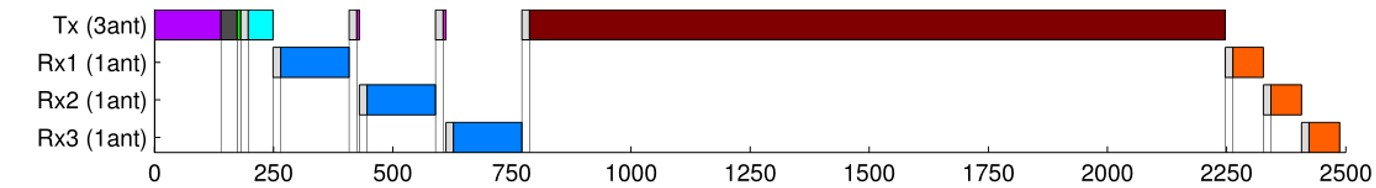 Tx (3ant)
Rx1 (1ant)
Rx2 (1ant)
Rx3 (1ant)
0 250 500 750 1000 1250 1500 1750 2000 2250 2500